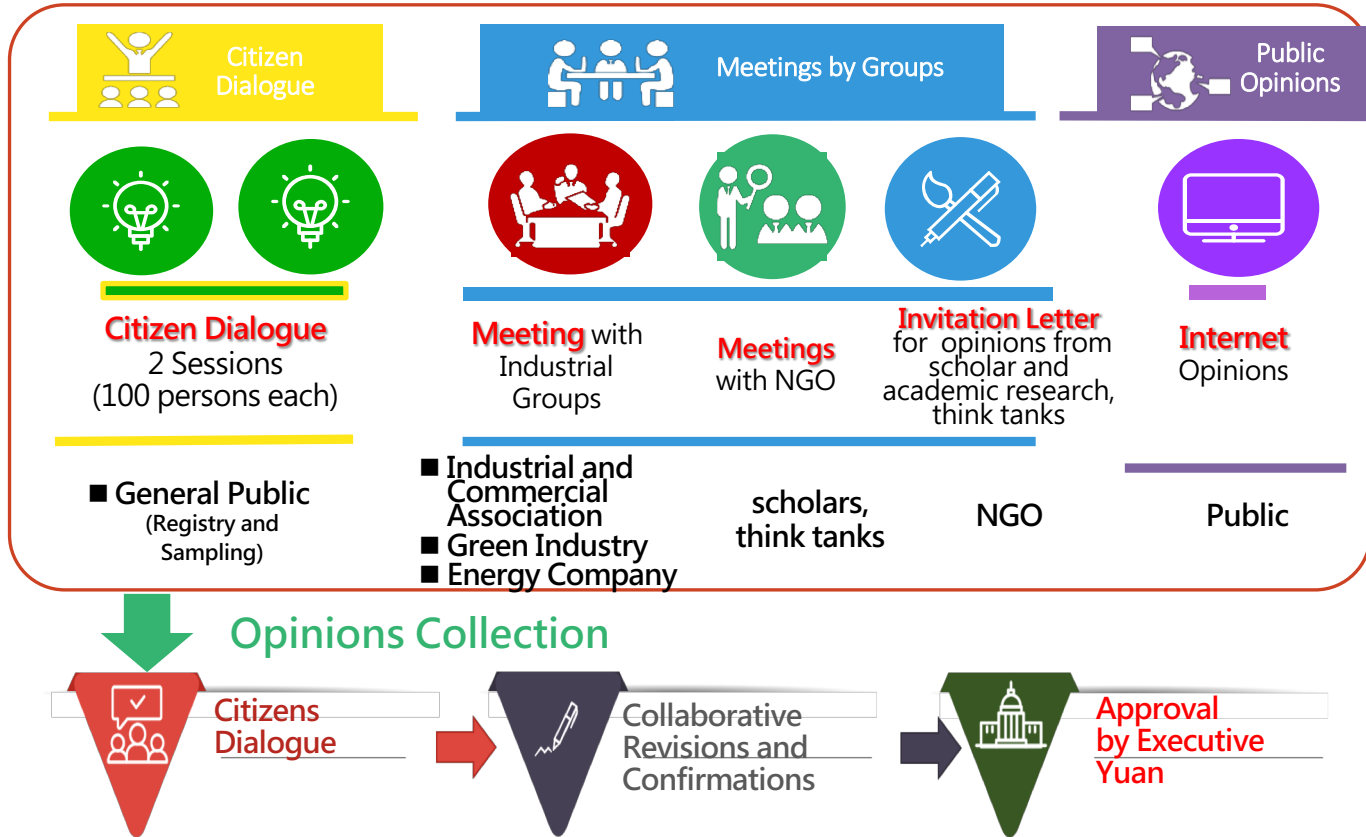 Citizen
Dialogue
Meetings by Groups
Public
Opinions
Citizen Dialogue
2 Sessions
(100 persons each)
Meeting with
Industrial
Groups
Meetings
with NGO
Invitation Letter
for opinions from
scholar and
academic research,
think tanks
Internet
Opinions
■ General Public
(Registry and
Sampling)
■ Industrial and
Commercial
Association
■ Green Industry
■ Energy Company
scholars,
think tanks
NGO
Public
Opinions Collection
Citizens
Dialogue
Collaborative
Revisions and
Confirmations
Approval
by Executive
Yuan